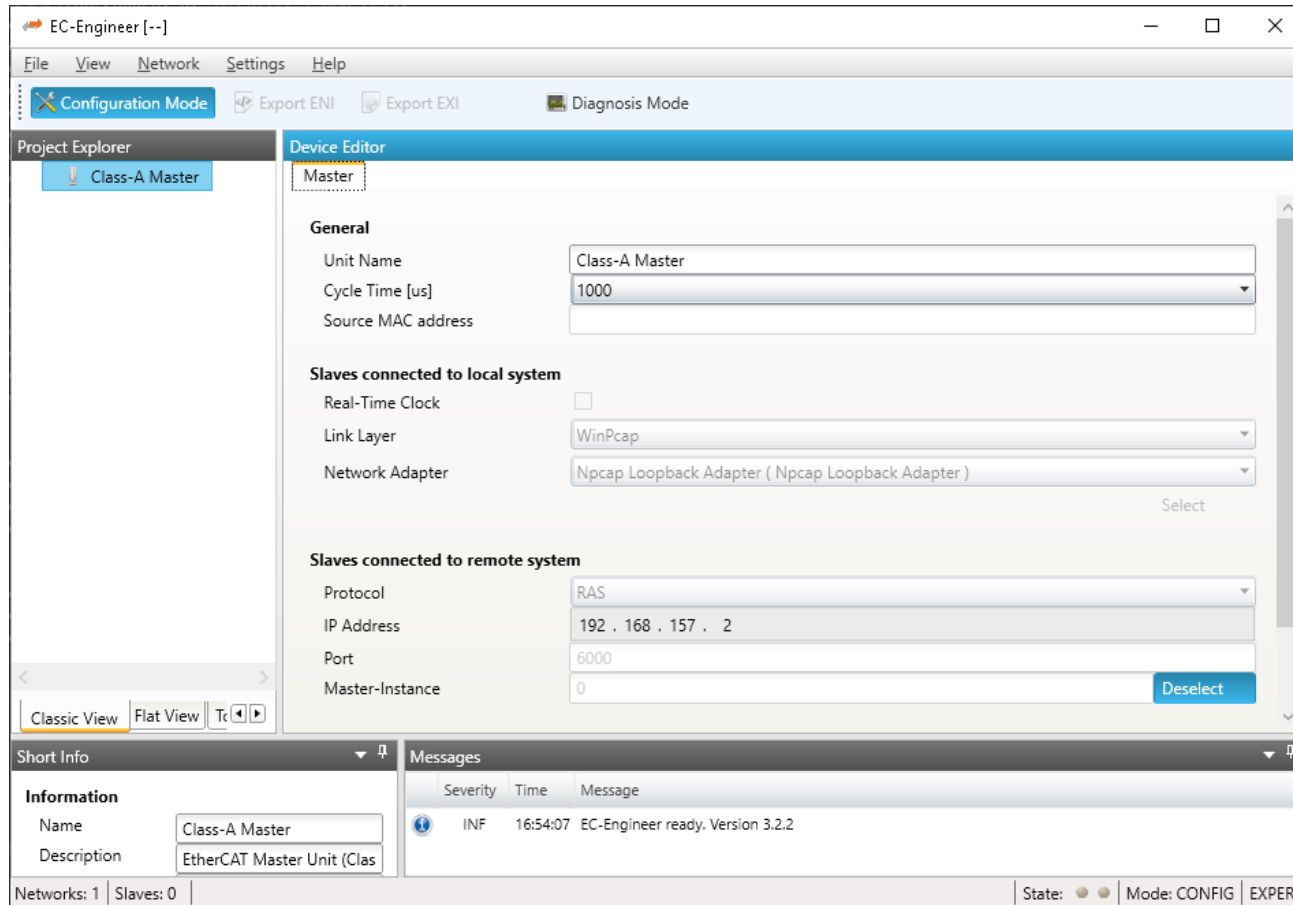 EC-Engineer [--]
File View Network Settings Help
Configuration Mode Export ENI Export EXI Diagnosis Mode
Project Explorer
Class-A Master
Device Editor
Master
General
Unit Name Class-A Master
Cycle Time [us] 1000
Source MAC address
Slaves connected to local system
Real-Time Clock
Link Layer WinPcap
Network Adapter Npcap Loopback Adapter ( Npcap Loopback Adapter )
Select
Slaves connected to remote system
Protocol RAS
IP Address 192 . 168 . 157 . 2
Port 6000
Master-Instance 0 Deselect
Classic View Flat View
Short Info
Information
Name Class-A Master
Description EtherCAT Master Unit (Clas
Messages
Severity Time Message
INF 16:54:07 EC-Engineer ready. Version 3.2.2
Networks: 1 Slaves: 0 State: Mode: CONFIG EXPER